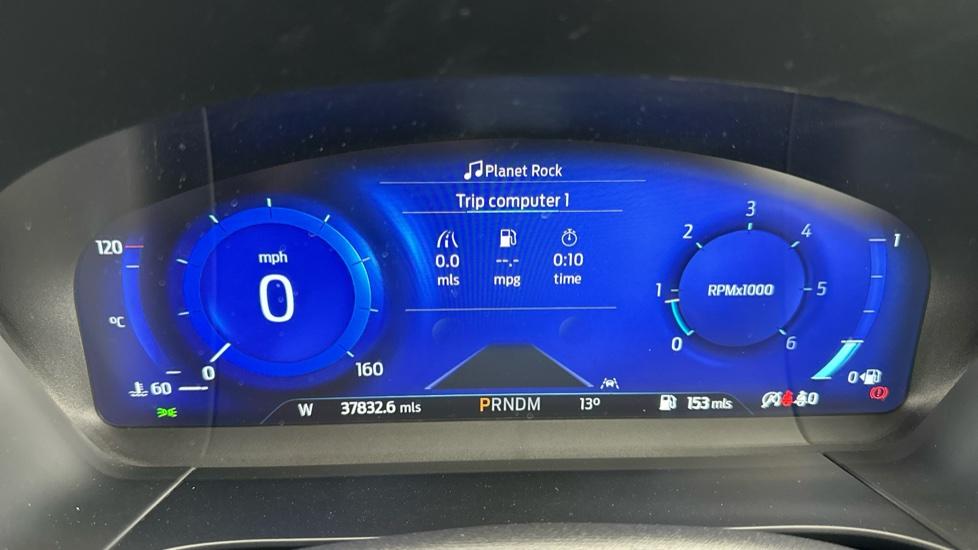 Planet Rock
Trip computer 1
120
°C
60
mph
0
0
160
0.0
mls
--.-
mpg
0:10
time
0
1
2
3
4
5
6
RPMx1000
1
0
W
37832.6 mls
PRNDM
13°
153 mls
0